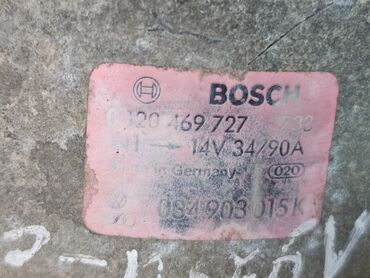 BOSCH
0 120 469 727
14V 34/90A
Made in Germany 020
084 903 015K